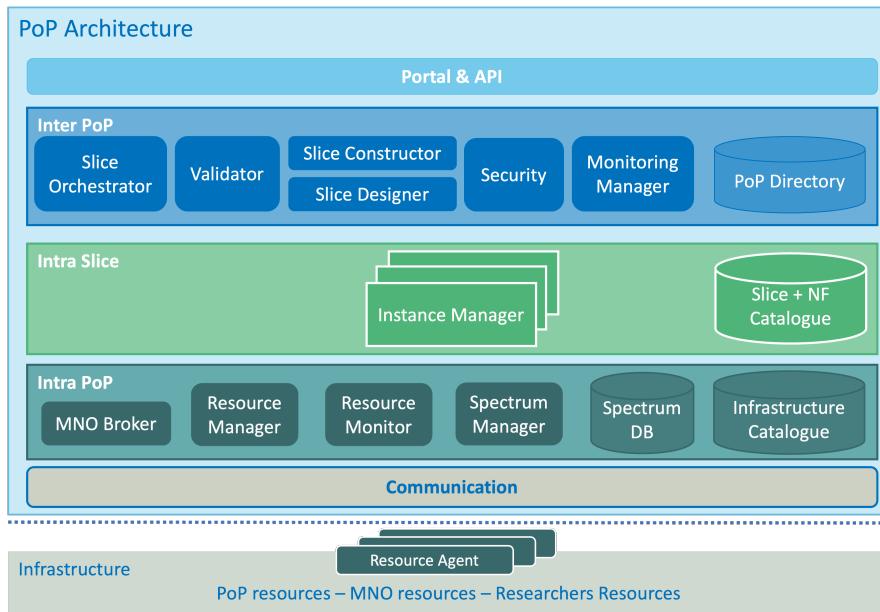 PoP Architecture
Portal & API
Inter PoP
Slice
Orchestrator
Validator
Slice Constructor
Slice Designer
Security
Monitoring
Manager
PoP Directory
Intra Slice
Instance Manager
Slice + NF
Catalogue
Intra PoP
MNO Broker
Resource
Manager
Resource
Monitor
Spectrum
Manager
Spectrum
DB
Infrastructure
Catalogue
Communication
Resource Agent
Infrastructure
PoP resources – MNO resources – Researchers Resources